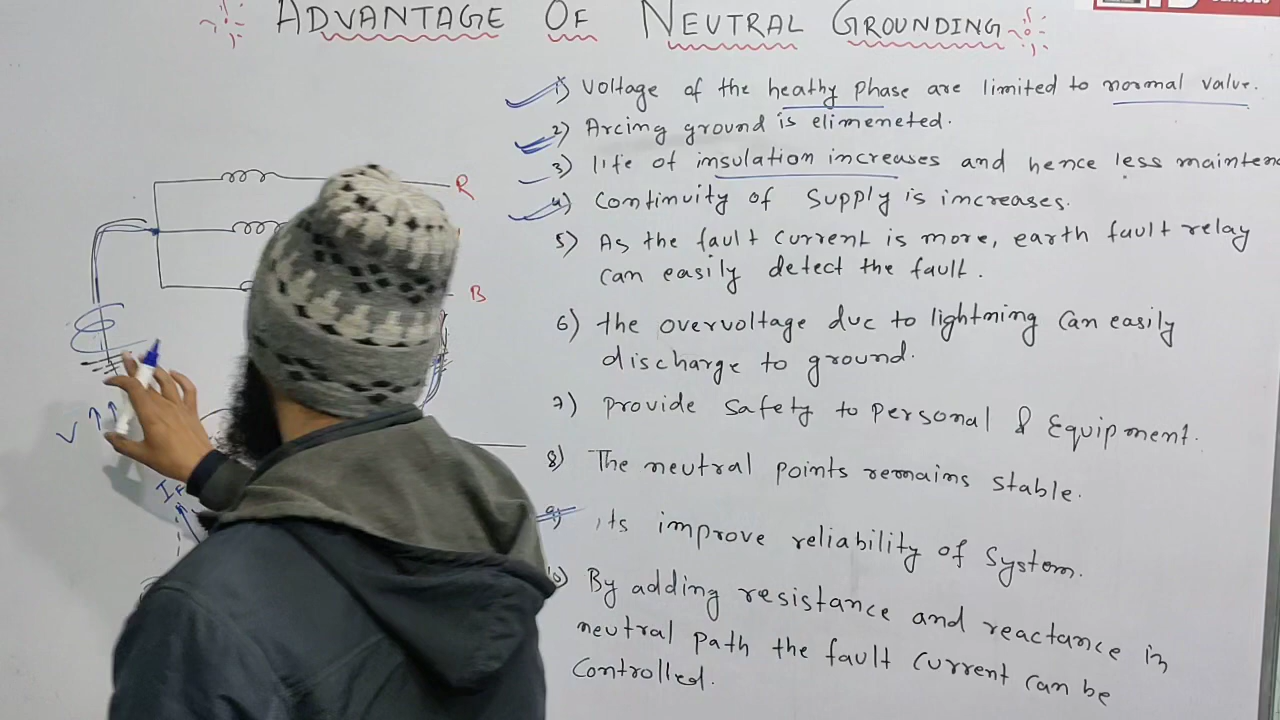 ADVANTAGE OF NEUTRAL GROUNDING
1) Voltage of the heathy phase are limited to normal value.
2) Arcing ground is elimeneted.
3) life of insulation increases and hence less mainten
4) Continuity of Supply is increases.
5) As the fault current is more, earth fault relay
can easily detect the fault.
6) the overvoltage due to lightning can easily
discharge to ground.
7) Provide safety to personal & Equipment.
8) The neutral points remains stable.
9) its improve reliability of System.
10) By adding resistance and reactance in
neutral path the fault current can be
controlled.
R
B
V
IF